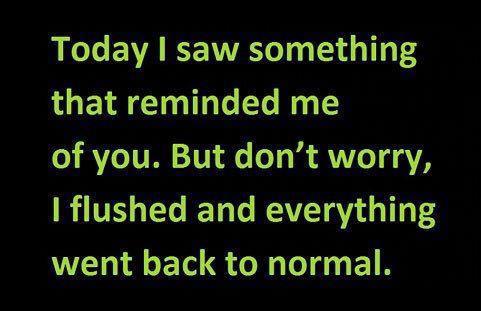 Today I saw something
that reminded me
of you. But don’t worry,
I flushed and everything
went back to normal.